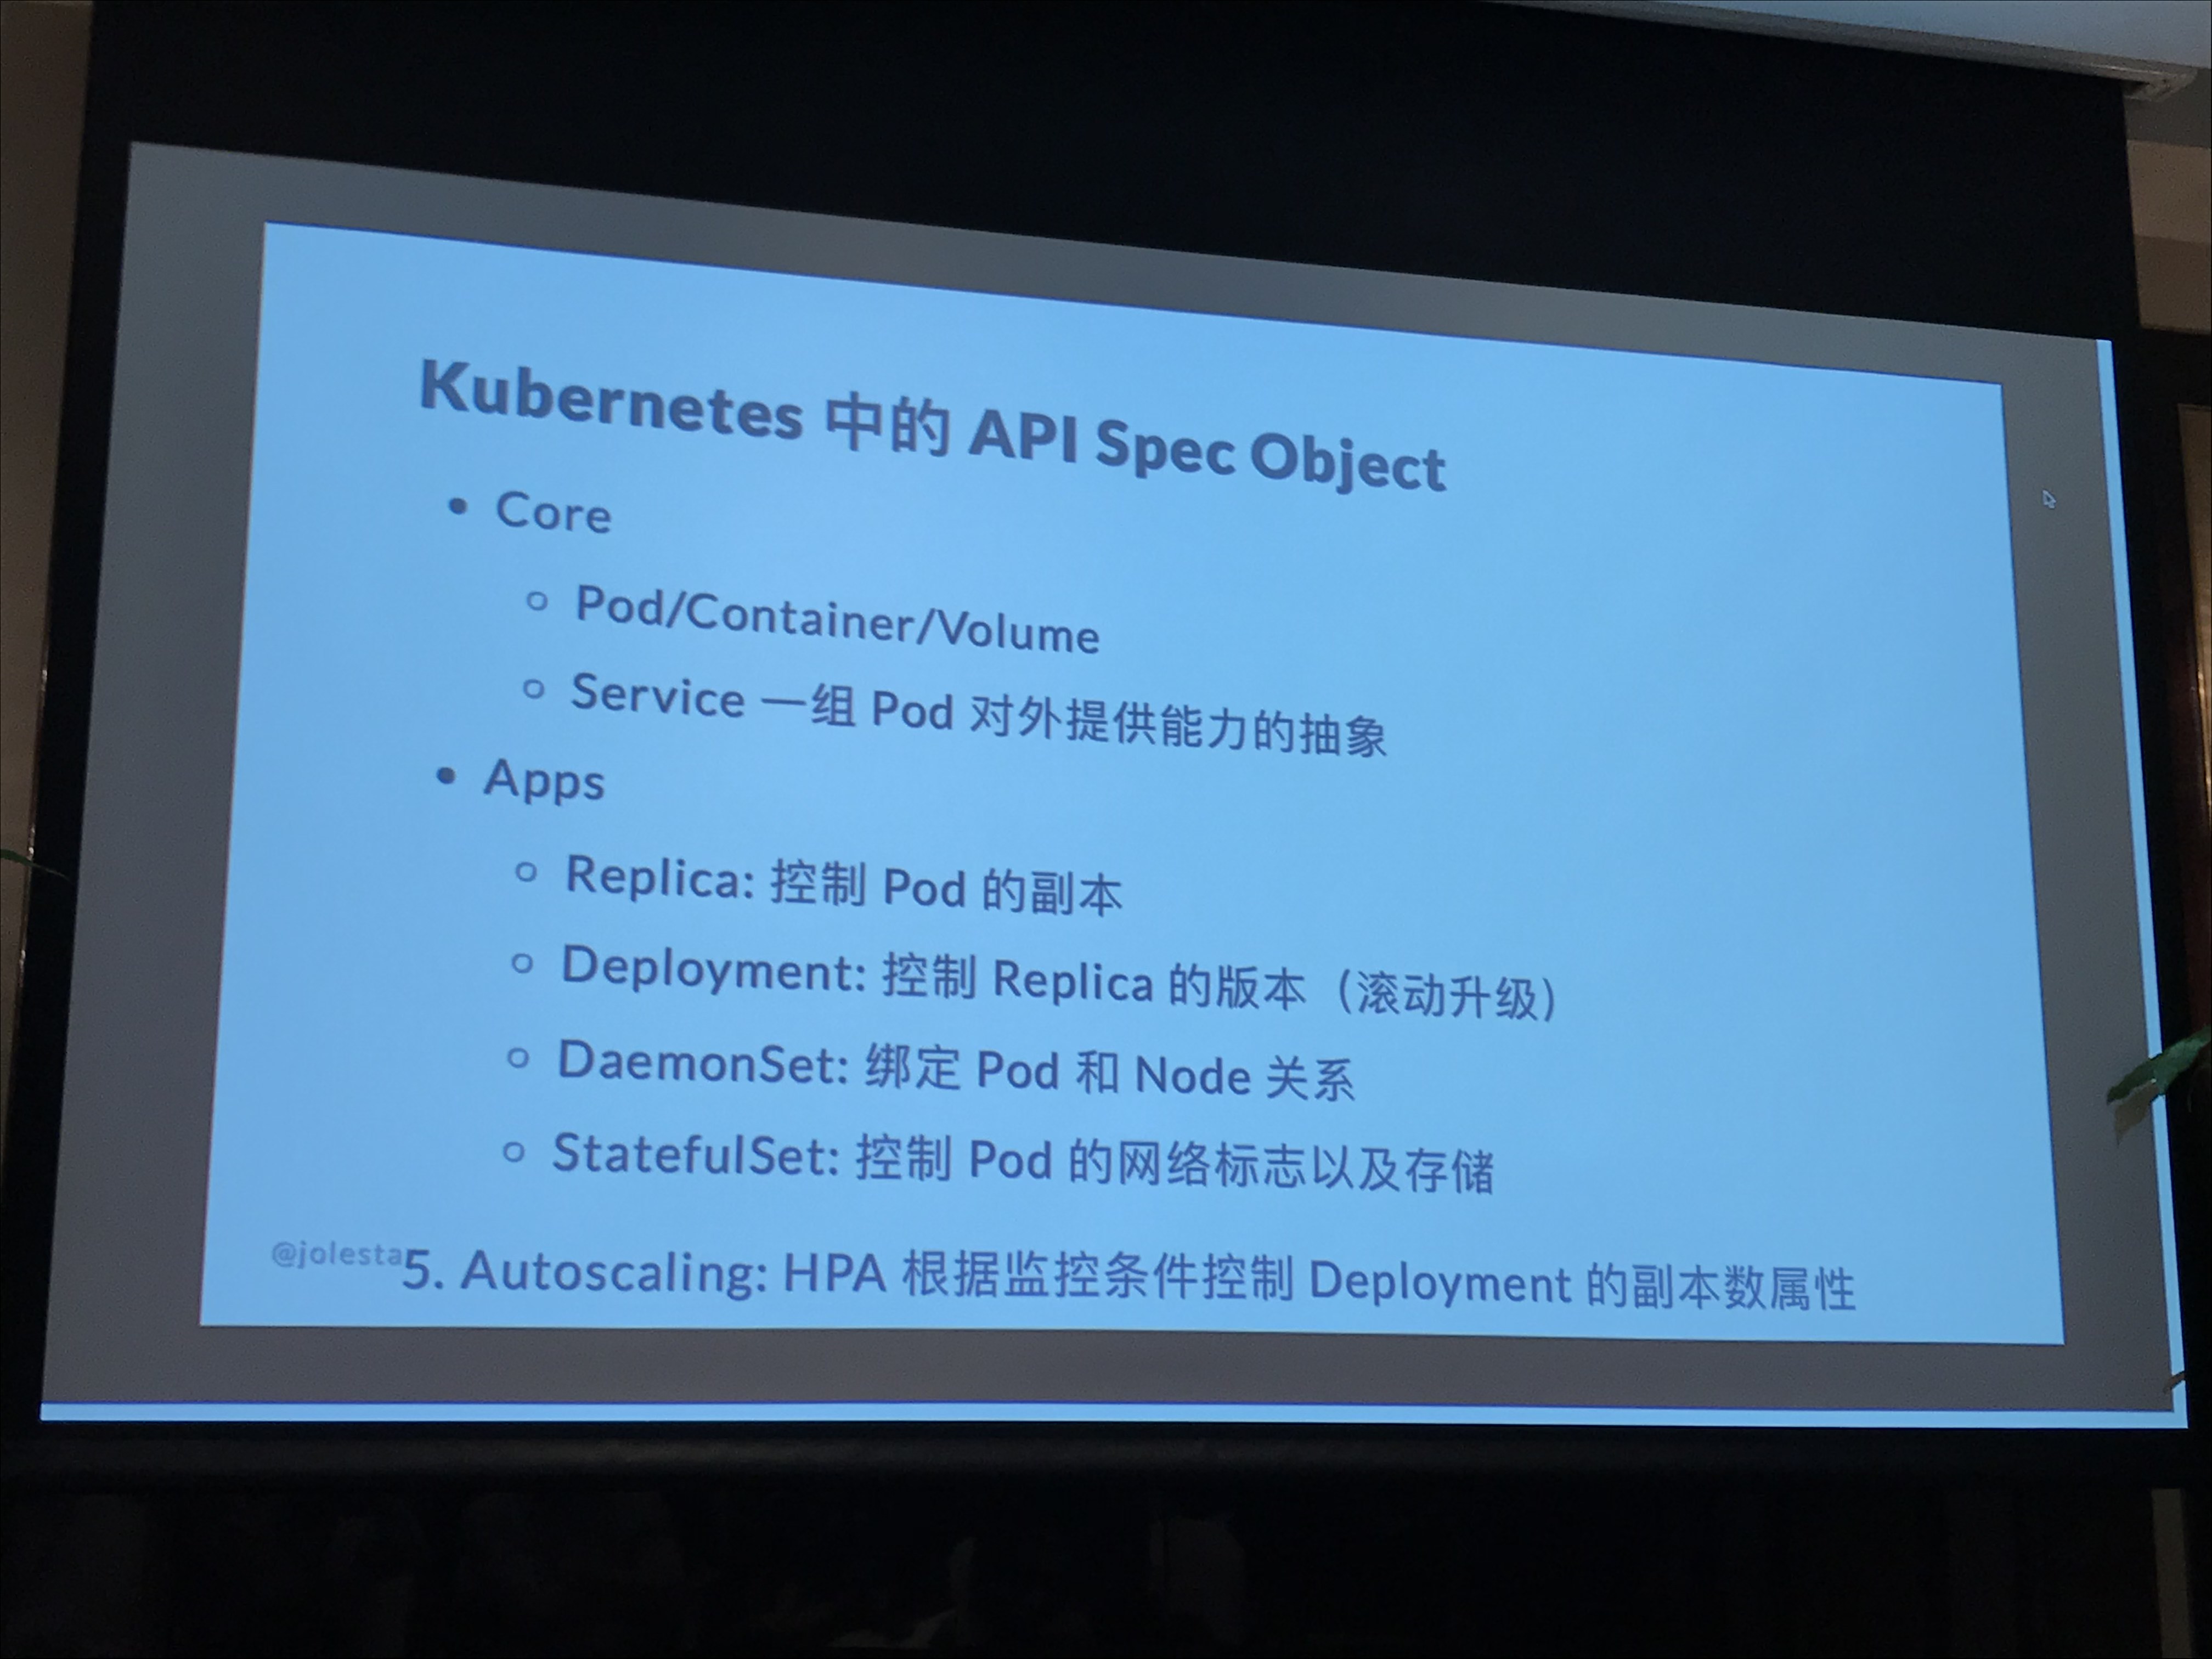 Kubernetes 中的 API Spec Object
• Core
○ Pod/Container/Volume
○ Service 一组 Pod 对外提供能力的抽象
• Apps
○ Replica: 控制 Pod 的副本
○ Deployment: 控制 Replica 的版本（滚动升级）
○ DaemonSet: 绑定 Pod 和 Node 关系
○ StatefulSet: 控制 Pod 的网络标志以及存储
@jolesta
5. Autoscaling: HPA 根据监控条件控制 Deployment 的副本数属性